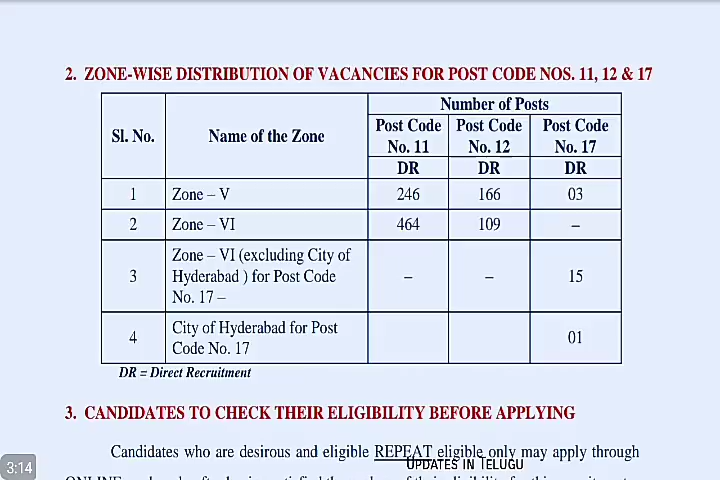 2. ZONE-WISE DISTRIBUTION OF VACANCIES FOR POST CODE NOS. 11, 12 & 17
Sl. No. Name of the Zone Number of Posts
Post Code No. 11 Post Code No. 12 Post Code No. 17
DR DR DR
1 Zone – V 246 166 03
2 Zone – VI 464 109 –
3 Zone – VI (excluding City of
Hyderabad ) for Post Code
No. 17 – – – 15
4 City of Hyderabad for Post
Code No. 17 01
DR = Direct Recruitment
3. CANDIDATES TO CHECK THEIR ELIGIBILITY BEFORE APPLYING
Candidates who are desirous and eligible REPEAT eligible only may apply through
UPDATES IN TELUGU
3:14